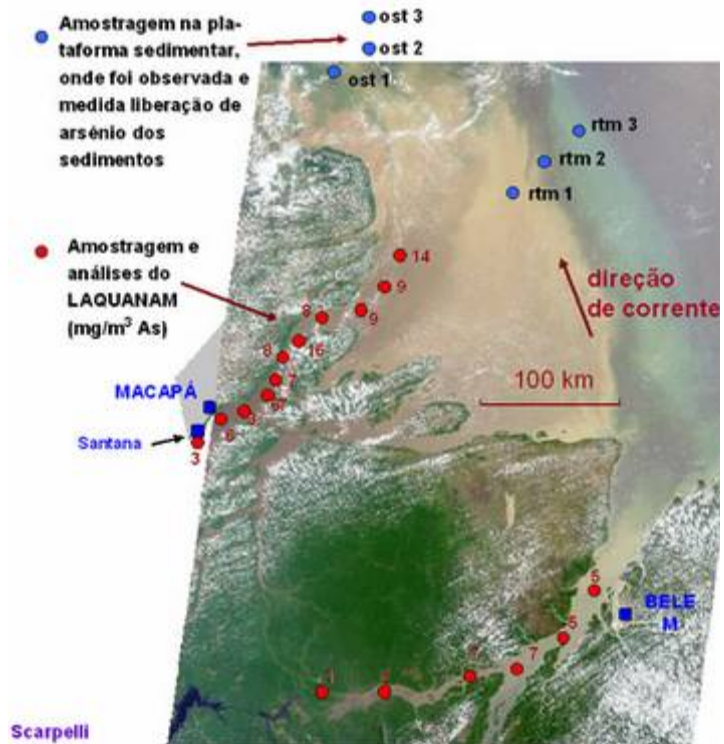 Amostragem na pla-
taforma sedimentar,
onde foi observada e
medida liberação de
arsénio dos
sedimentos
ost 3
ost 2
ost 1
rtm 3
rtm 2
rtm 1
Amostragem e
análises do
LAQUANAM
(mg/m³ As)
14
9
9
8
16
8
7
direção
de corrente
100 km
MACAPÁ
6
Santana
3
5
BELE
M
5
7
Scarpelli